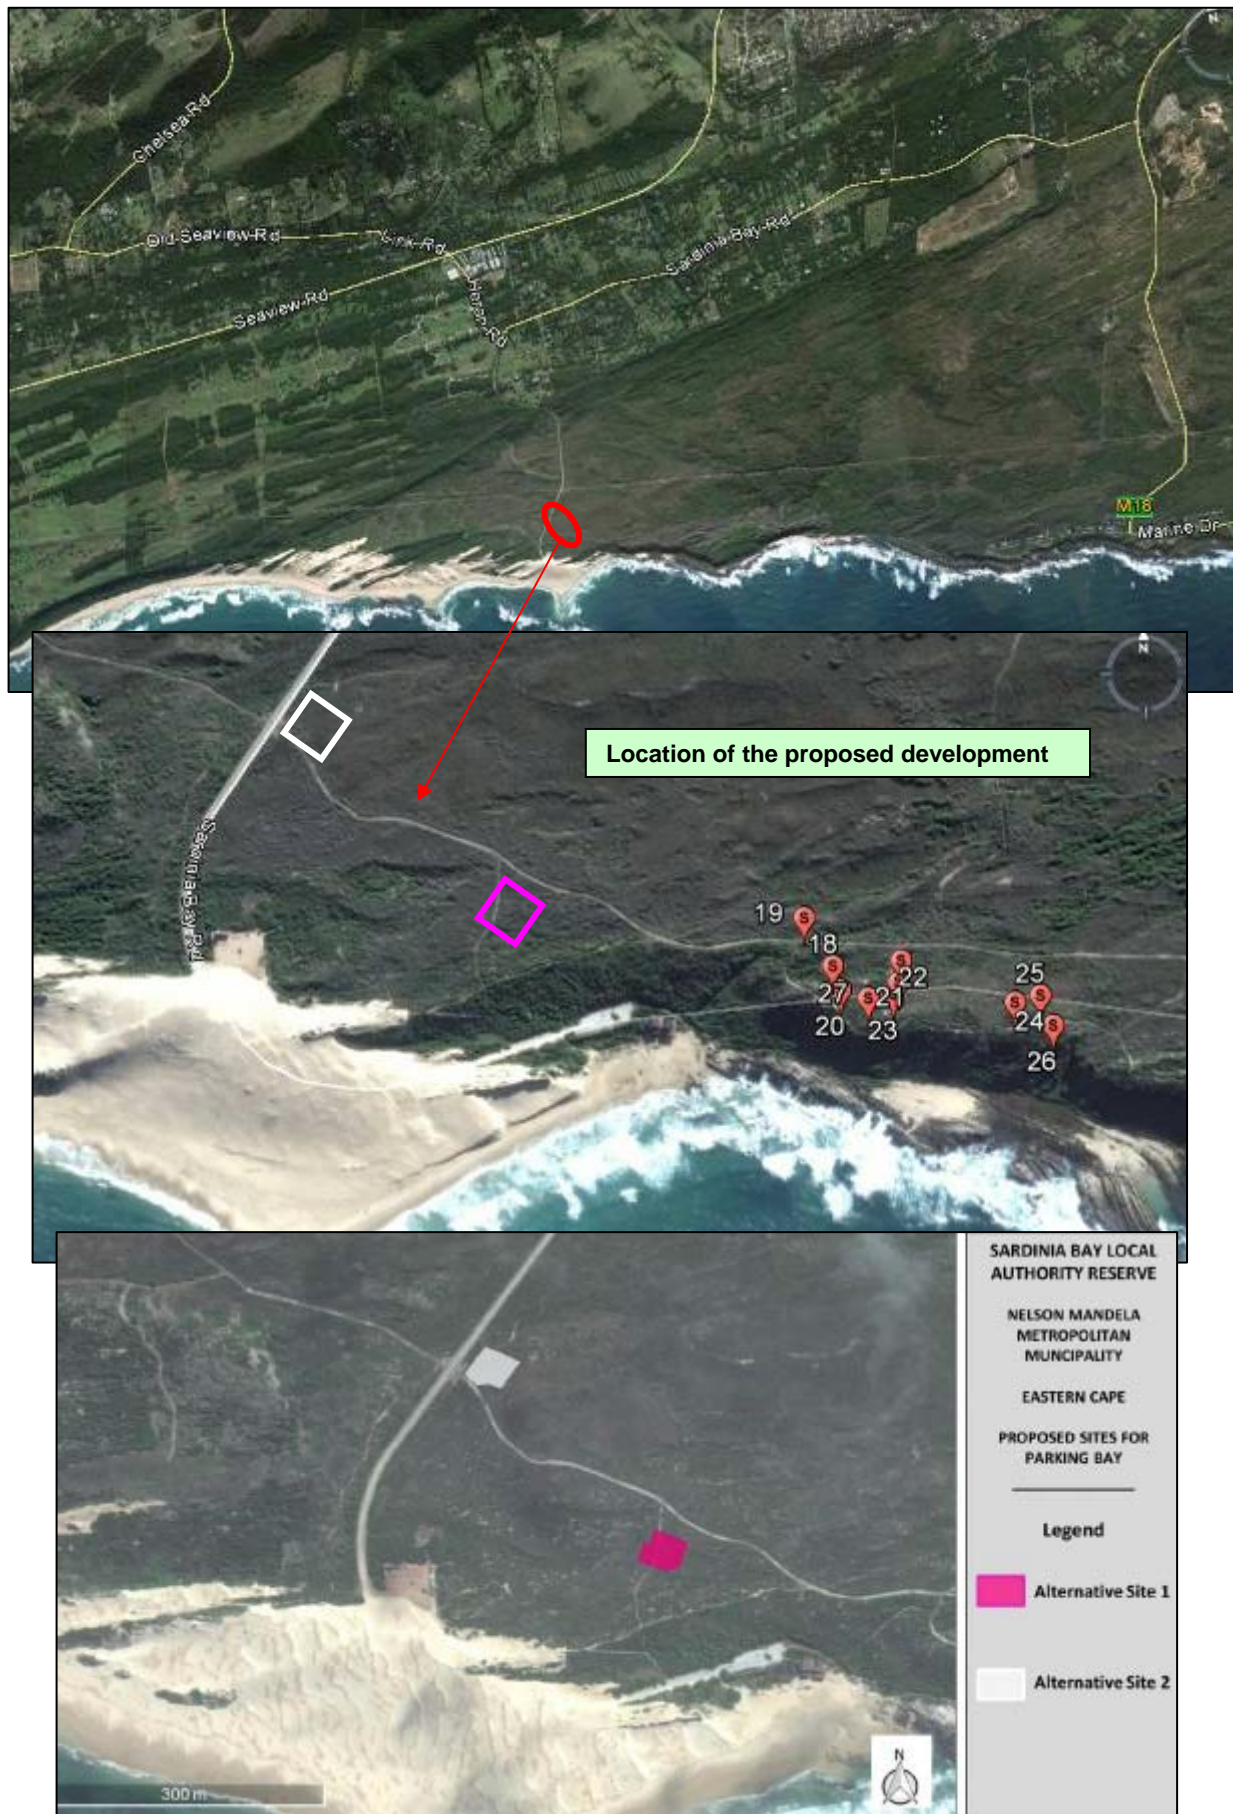 N
Chelsea Rd
Old Seaview Rd
Link Rd
Seaview Rd
Heron Rd
Sardinia Bay Rd
M18
Marine Dr
N
Location of the proposed development
Sardinia Bay Rd
19
S
18
S
S
22
27
S
21
20
23
25
S
S
24
S
26
SARDINIA BAY LOCAL
AUTHORITY RESERVE
NELSON MANDELA
METROPOLITAN
MUNCIPALITY
EASTERN CAPE
PROPOSED SITES FOR
PARKING BAY
Legend
Alternative Site 1
Alternative Site 2
N
300 m